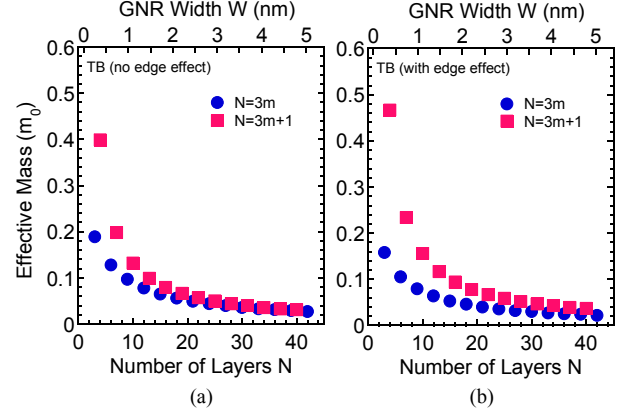 GNR Width W (nm)
0 1 2 3 4 5
0.6
0.5
0.4
0.3
0.2
0.1
0
Effective Mass (m0)
TB (no edge effect)
N=3m
N=3m+1
0 10 20 30 40
Number of Layers N
(a)
GNR Width W (nm)
0 1 2 3 4 5
0.6
0.5
0.4
0.3
0.2
0.1
0
TB (with edge effect)
N=3m
N=3m+1
0 10 20 30 40
Number of Layers N
(b)